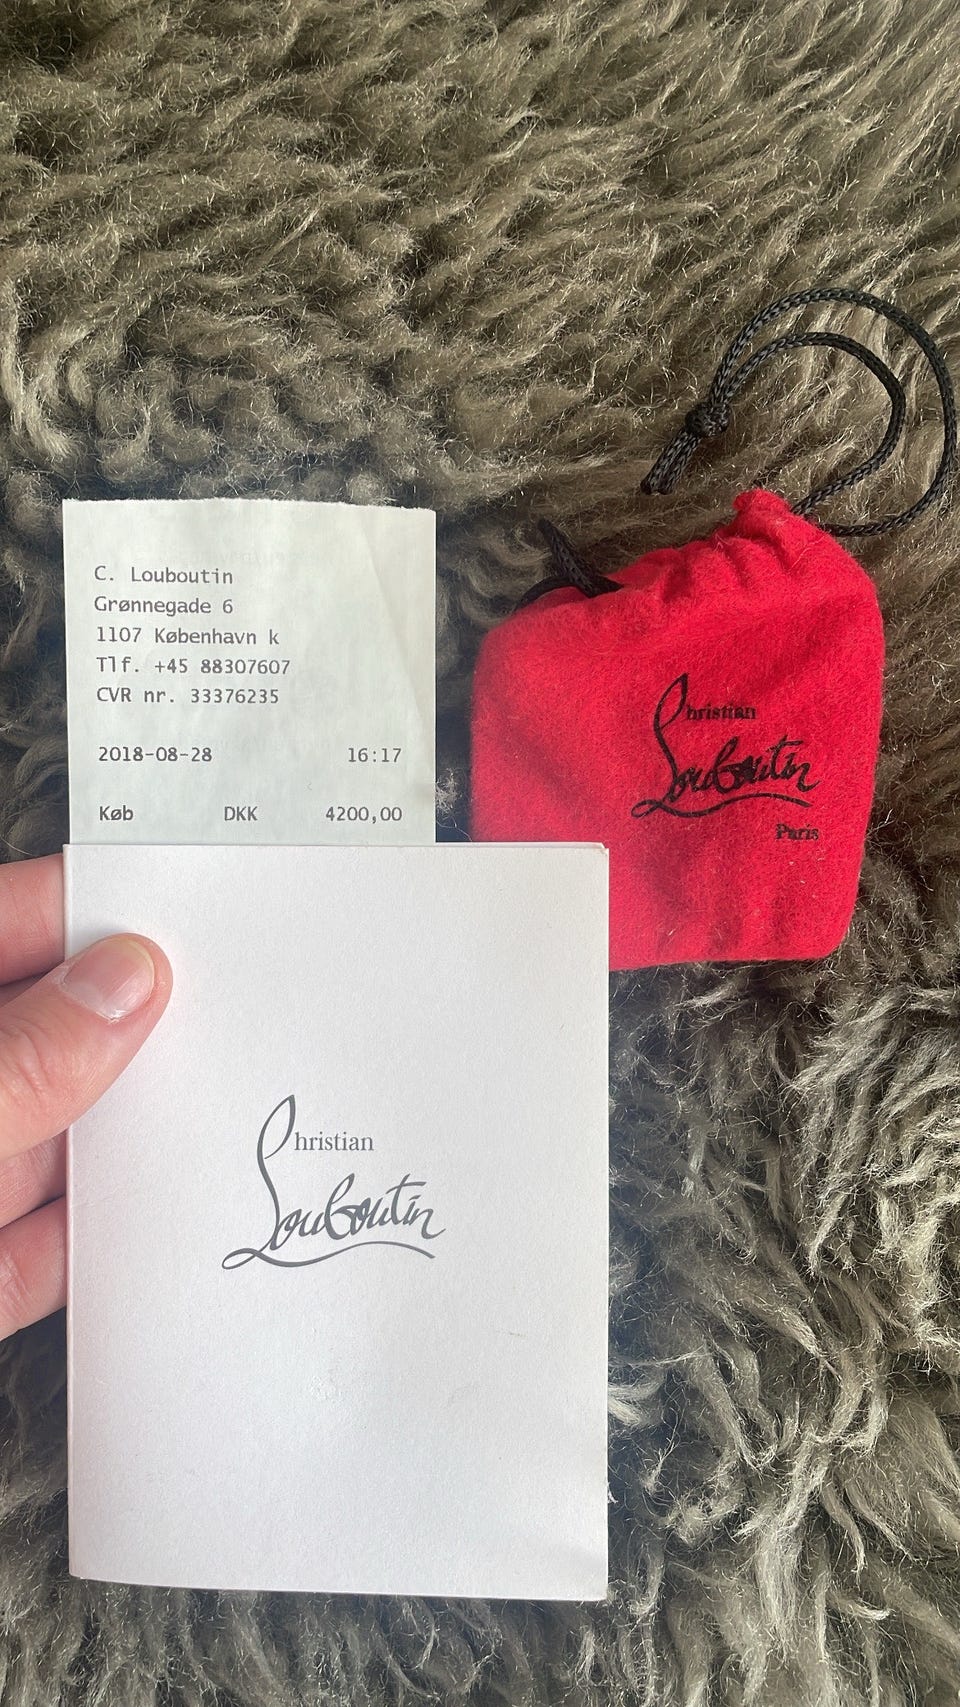 C. Louboutin
Grønnegade 6
1107 København k
Tlf. +45 88307607
CVR nr. 33376235
2018-08-28 16:17
Køb DKK 4200,00
Christian
Louboutin
Paris
Christian
Louboutin